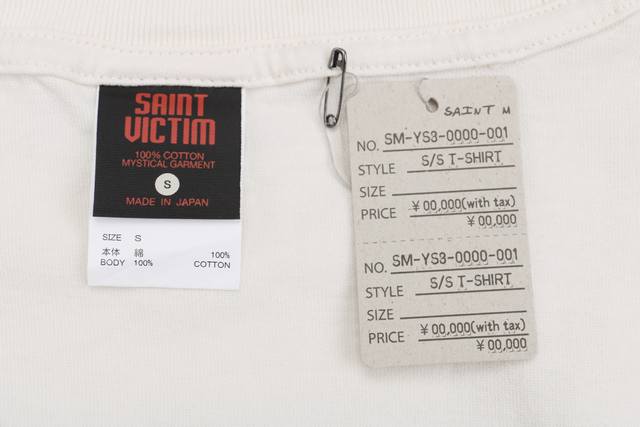 SAINT
VICTIM
100% COTTON
MYSTICAL GARMENT
S
MADE IN JAPAN
SIZE S
本体 綿 100%
BODY 100% COTTON
SAINT M
NO. SM-YS3-0000-001
STYLE S/S T-SHIRT
SIZE
PRICE ¥00,000(with tax)
¥00,000
NO. SM-YS3-0000-001
STYLE S/S T-SHIRT
SIZE
PRICE ¥00,000(with tax)
¥00,000